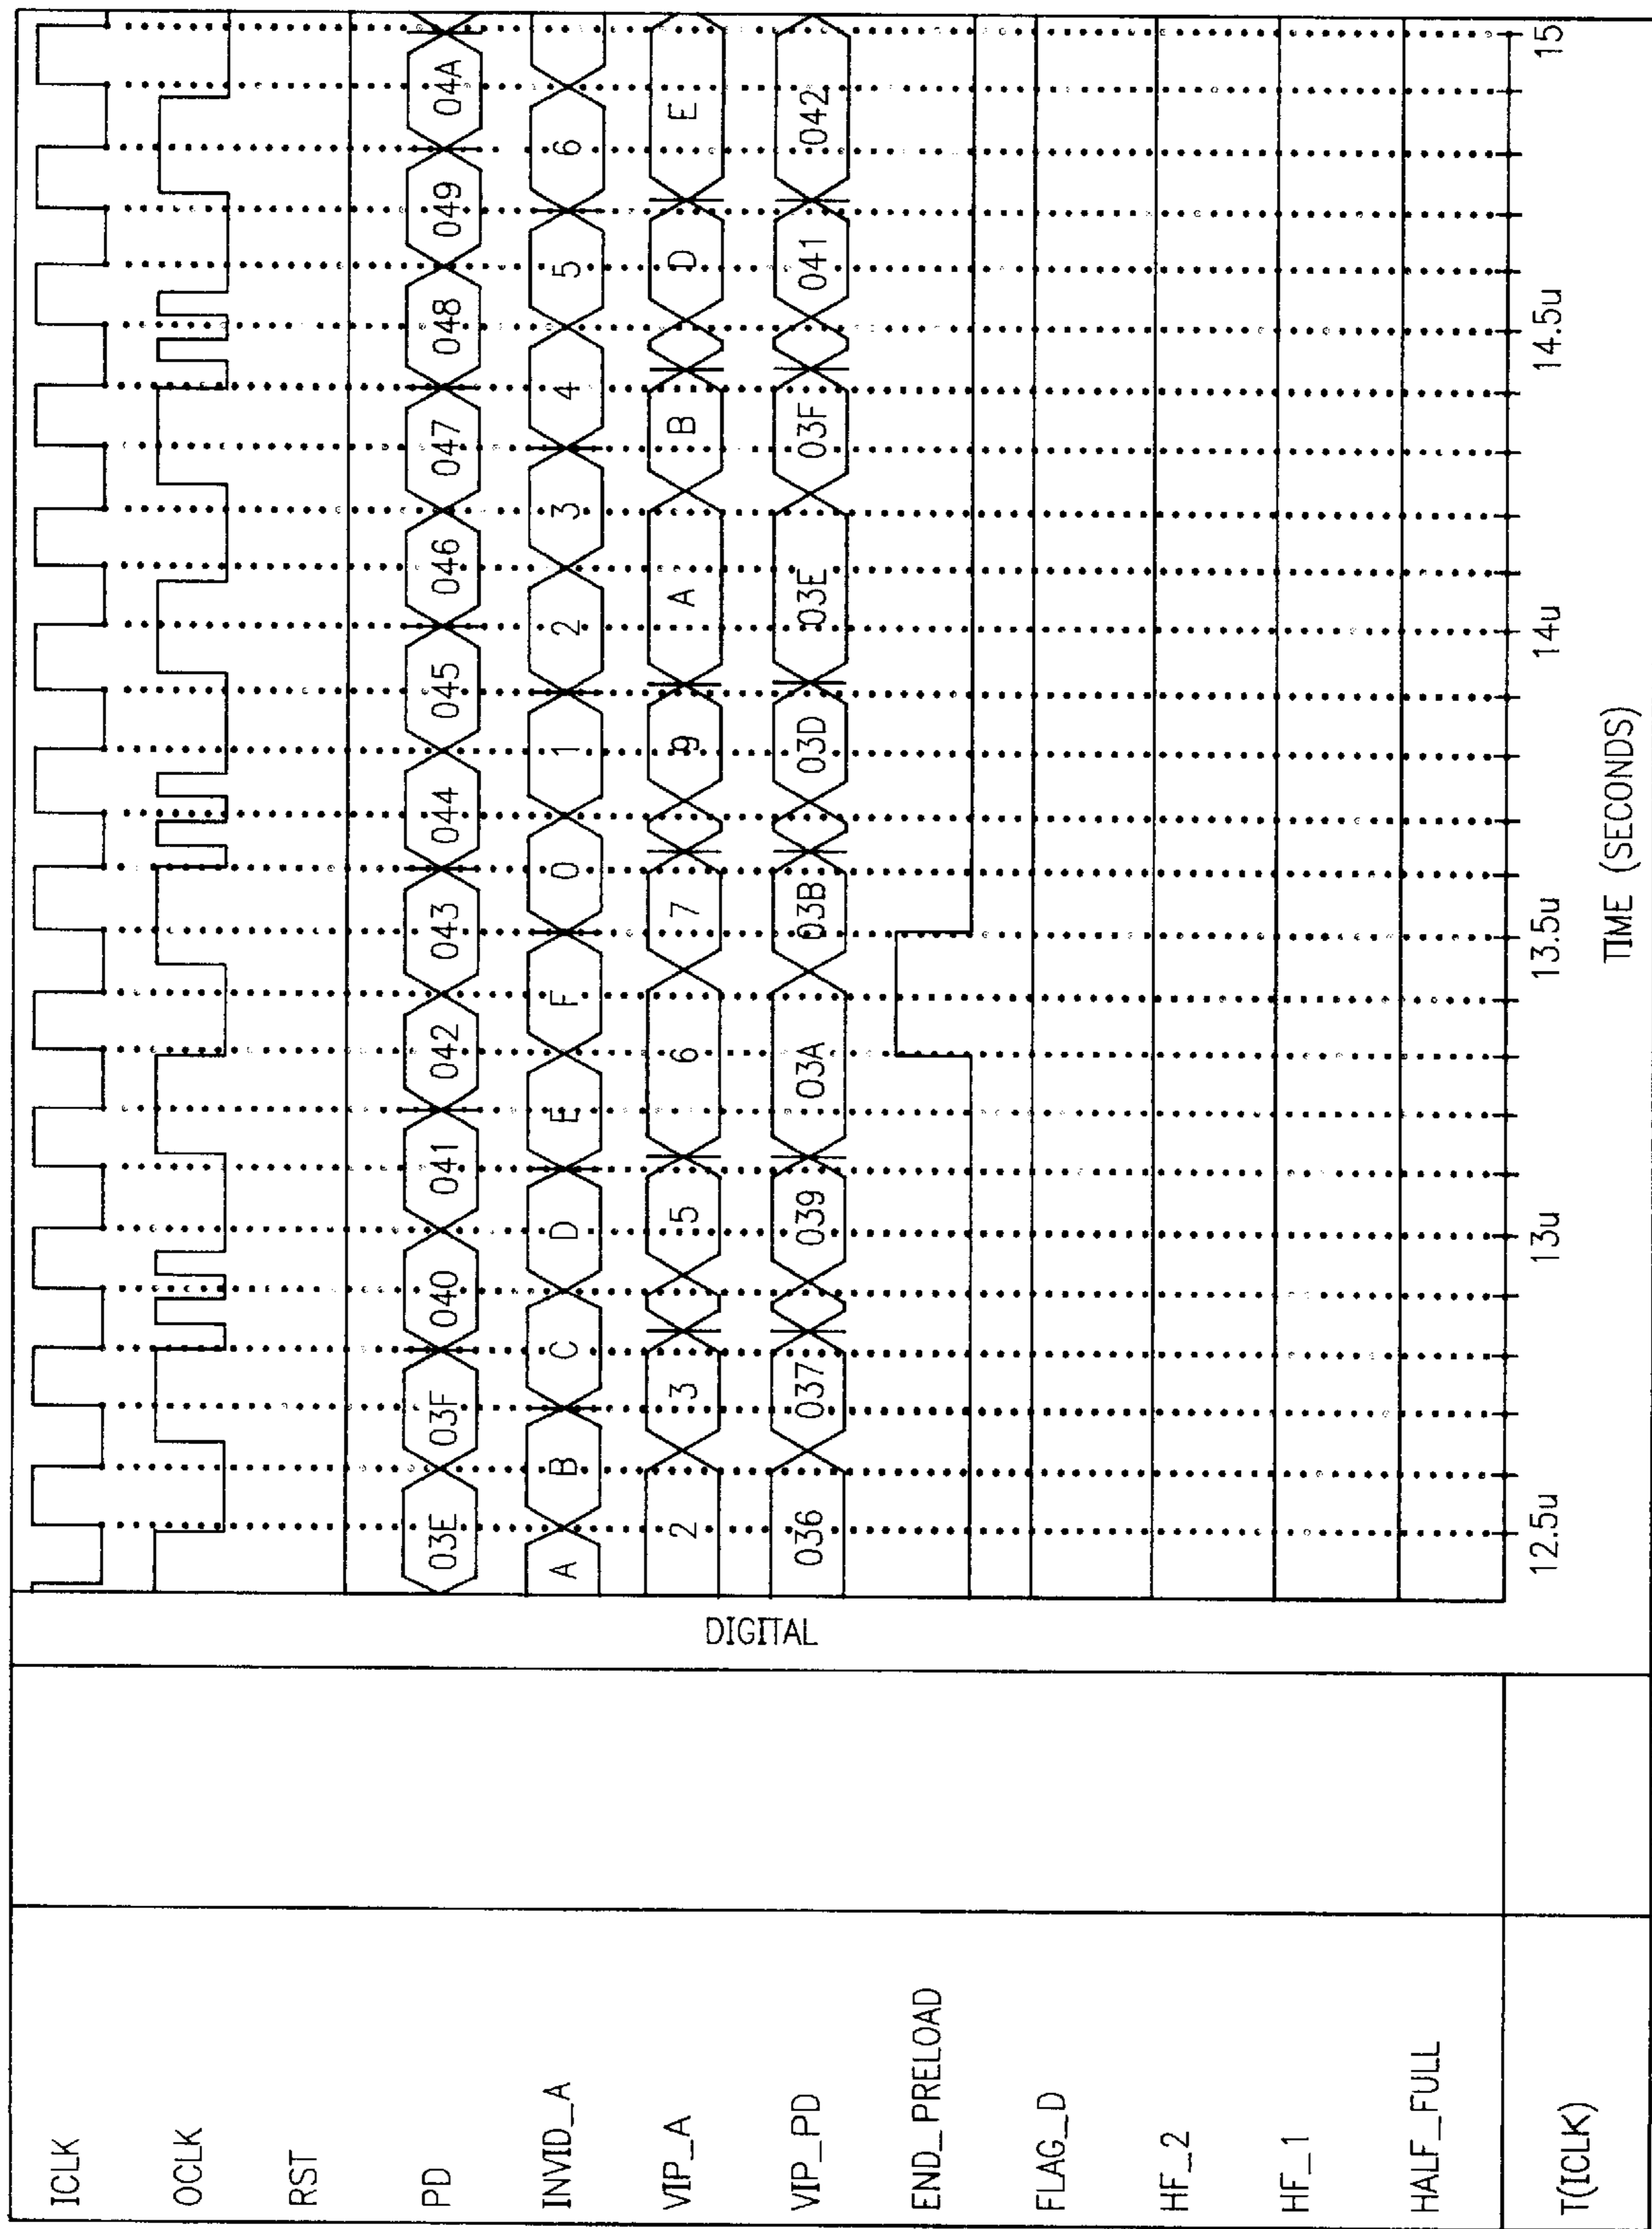 ICLK
OCLK
RST
PD
03E 03F 040 041 042 043 044 045 046 047 048 049 04A
INVID_A
A B C D E F 0 1 2 3 4 5 6
VIP_A
2 3 5 6 7 9 A B D E
VIP_PD
036 037 039 03A 03B 03D 03E 03F 041 042
END_PRELOAD
FLAG_D
HF_2
HF_1
HALF_FULL
DIGITAL
T(ICLK)
12.5u 13u 13.5u 14u 14.5u 15
TIME (SECONDS)